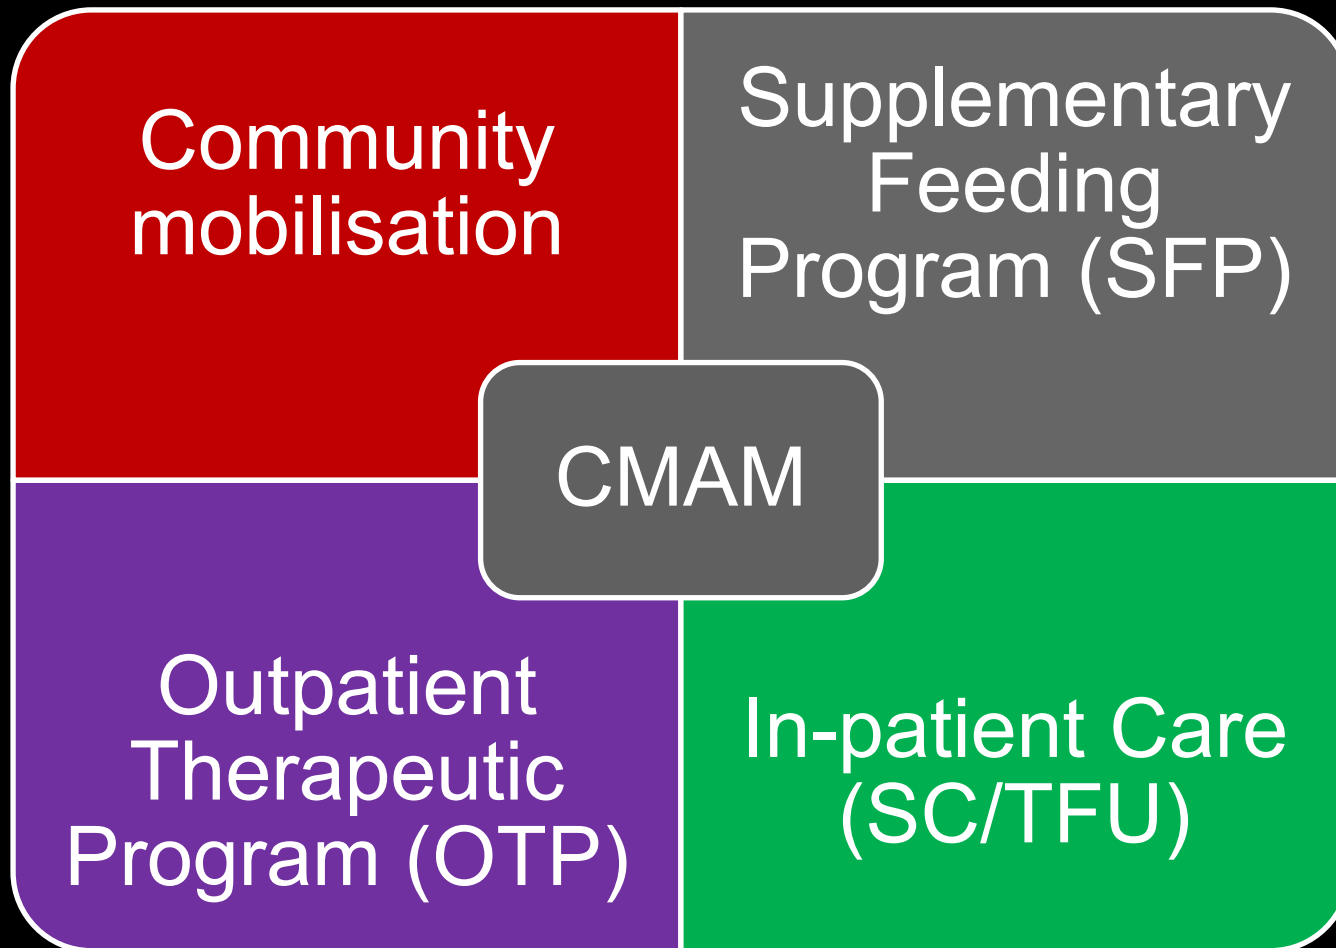 Community
mobilisation
Supplementary
Feeding
Program (SFP)
CMAM
Outpatient
Therapeutic
Program (OTP)
In-patient Care
(SC/TFU)